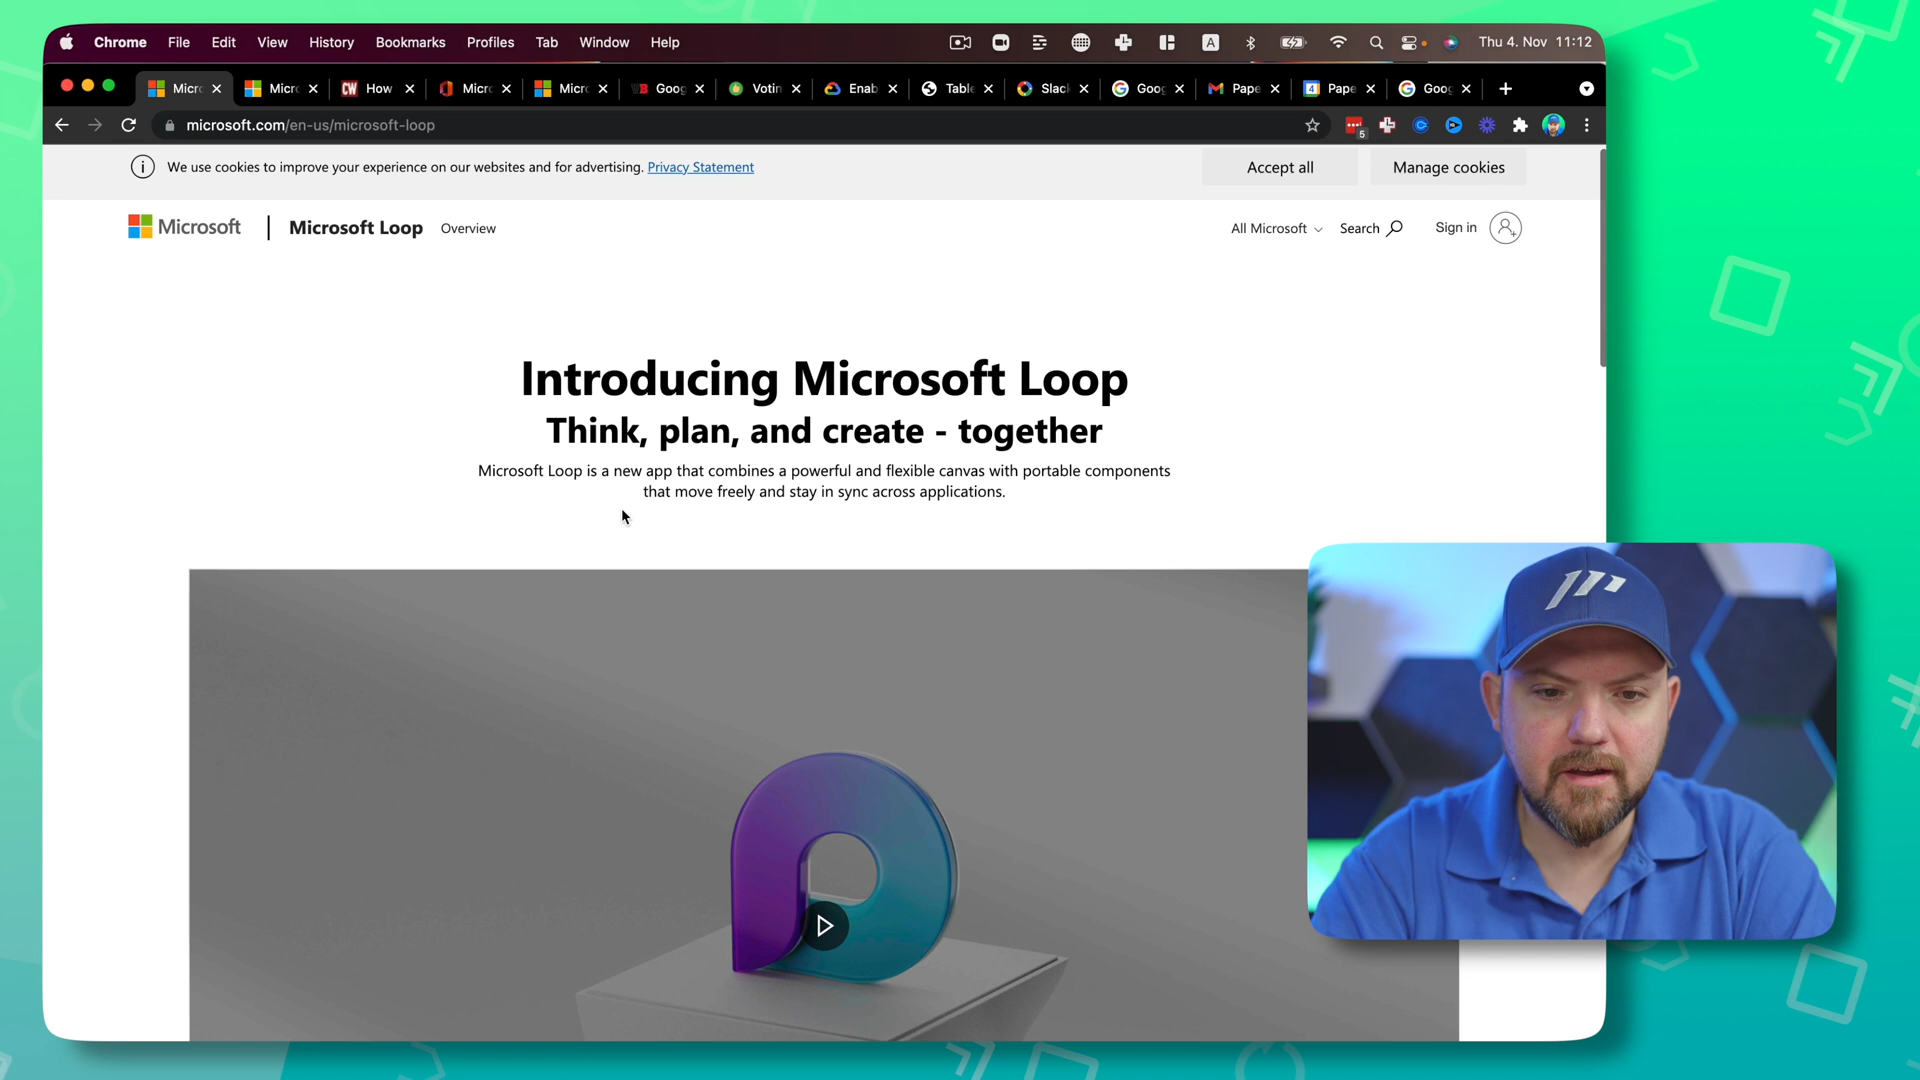 Chrome File Edit View History Bookmarks Profiles Tab Window Help A Thu 4. Nov 11:12
Micr Micr CW How Micr Micr Goog Votin Enab Table Slac Goog Pape 4 Pape Goog
microsoft.com/en-us/microsoft-loop 5
We use cookies to improve your experience on our websites and for advertising. Privacy Statement Accept all Manage cookies
Microsoft | Microsoft Loop Overview All Microsoft Search Sign in
Introducing Microsoft Loop
Think, plan, and create - together
Microsoft Loop is a new app that combines a powerful and flexible canvas with portable components
that move freely and stay in sync across applications.